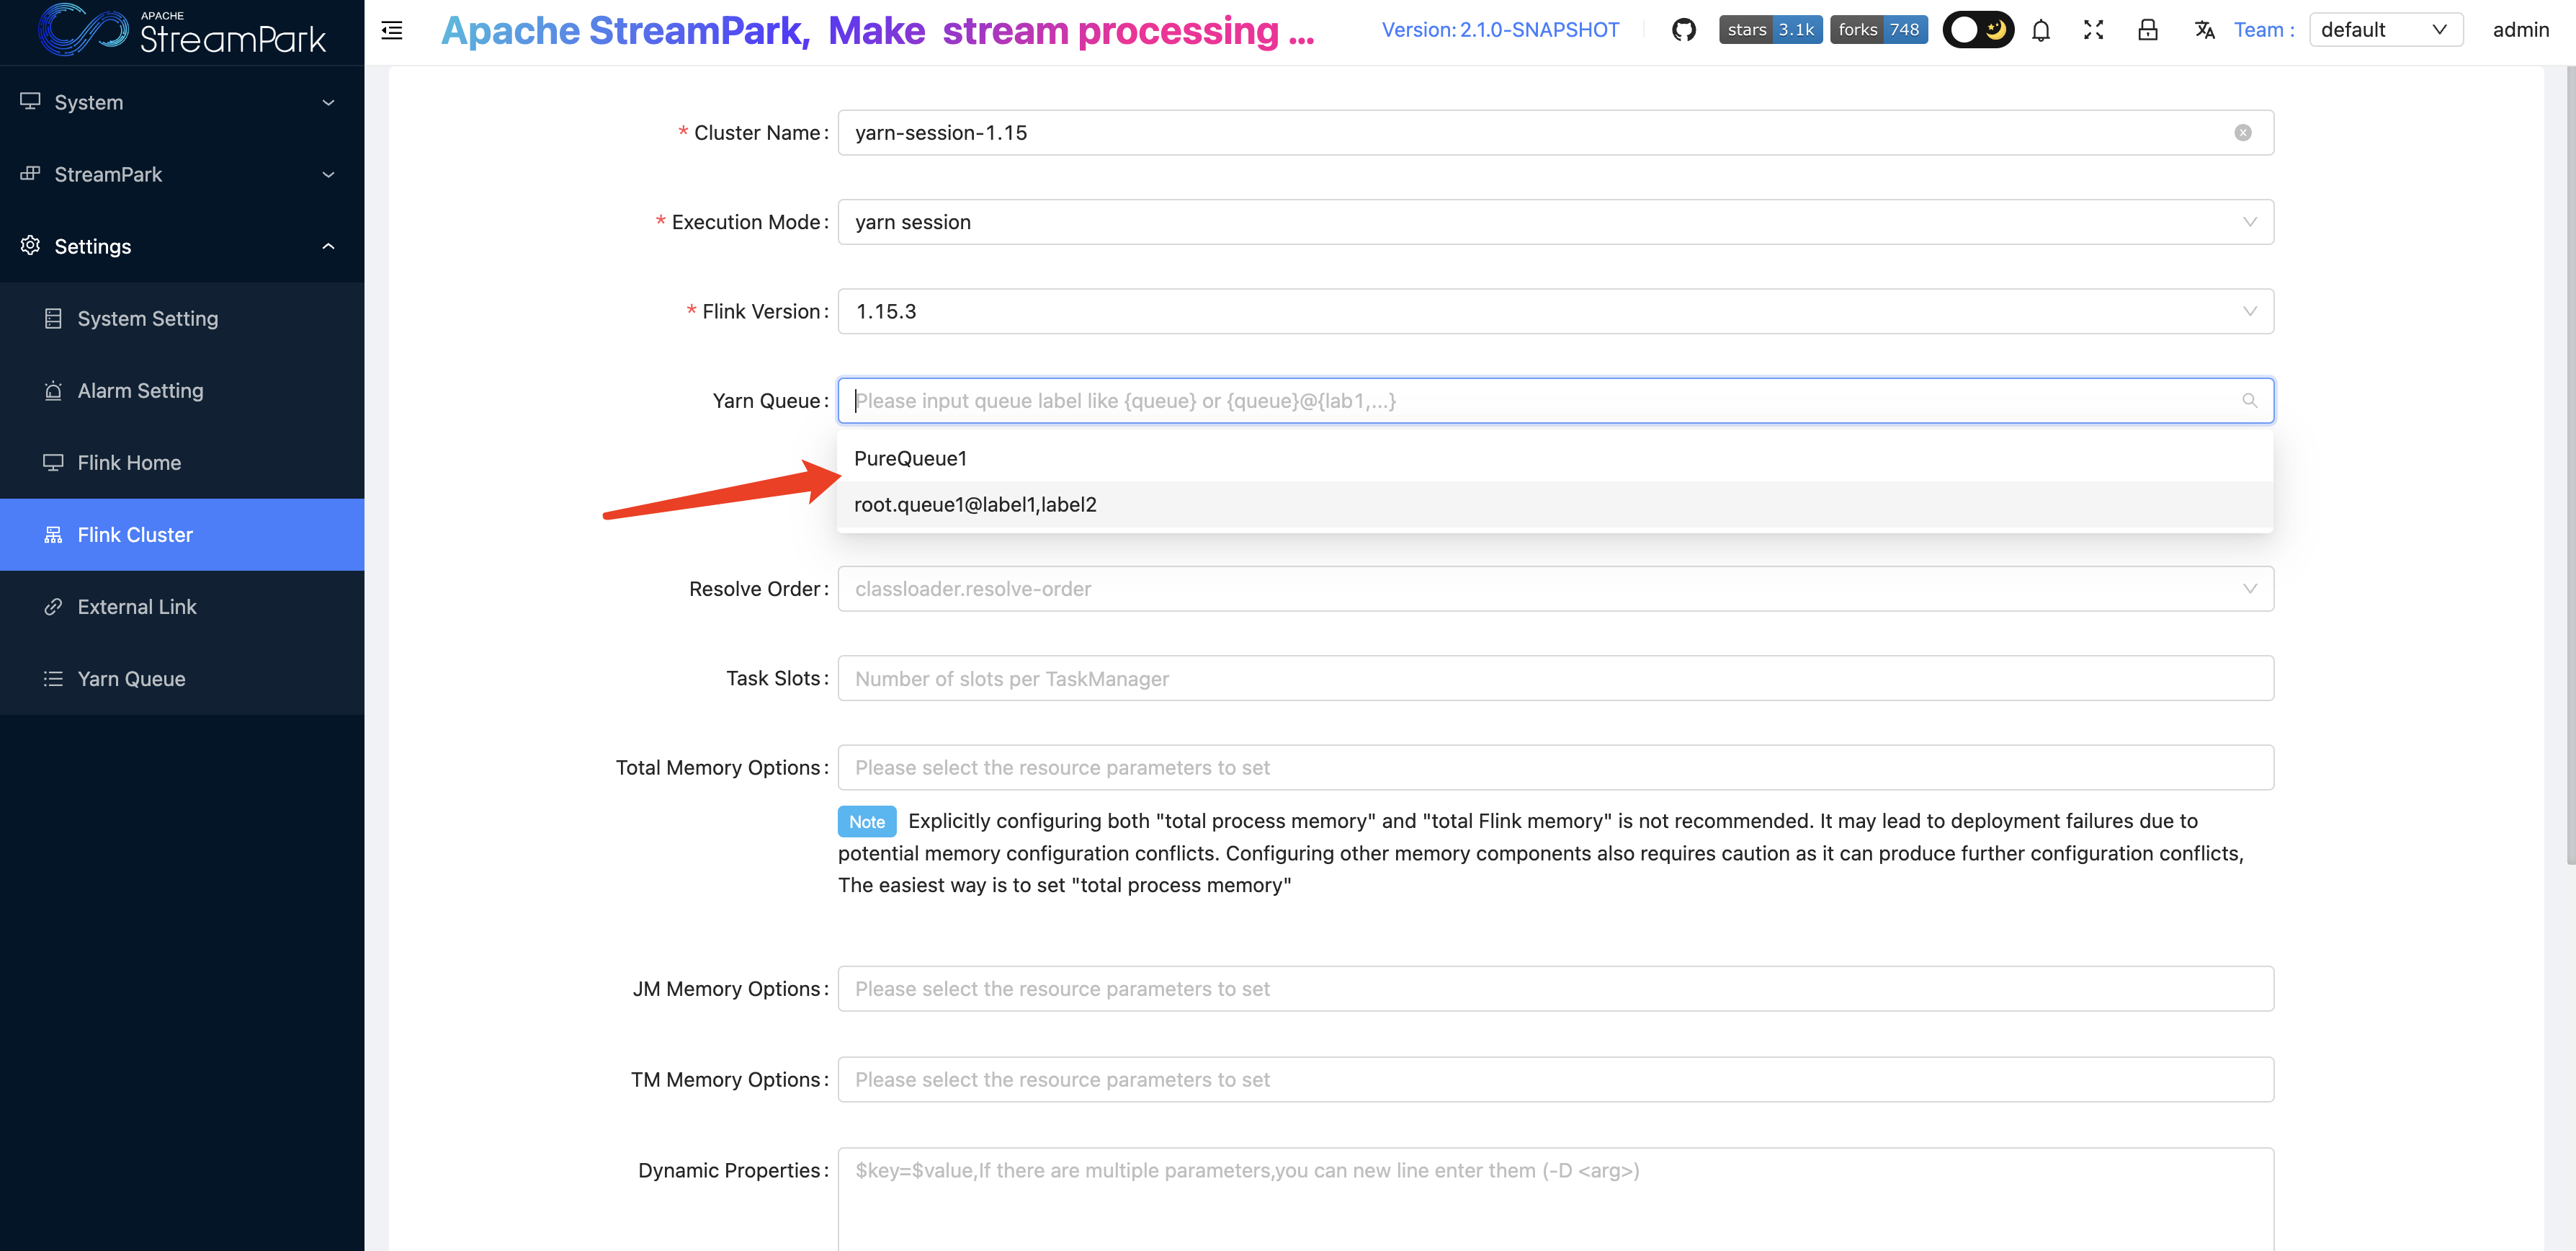 APACHE
StreamPark
Apache StreamPark, Make stream processing ...
Version: 2.1.0-SNAPSHOT
stars 3.1k
forks 748
Team :
default
admin
System
StreamPark
Settings
System Setting
Alarm Setting
Flink Home
Flink Cluster
External Link
Yarn Queue
* Cluster Name :
yarn-session-1.15
* Execution Mode :
yarn session
* Flink Version :
1.15.3
Yarn Queue :
Please input queue label like {queue} or {queue}@{lab1,...}
PureQueue1
root.queue1@label1,label2
Resolve Order :
classloader.resolve-order
Task Slots :
Number of slots per TaskManager
Total Memory Options :
Please select the resource parameters to set
Note Explicitly configuring both "total process memory" and "total Flink memory" is not recommended. It may lead to deployment failures due to
potential memory configuration conflicts. Configuring other memory components also requires caution as it can produce further configuration conflicts,
The easiest way is to set "total process memory"
JM Memory Options :
Please select the resource parameters to set
TM Memory Options :
Please select the resource parameters to set
Dynamic Properties :
$key=$value,If there are multiple parameters,you can new line enter them (-D <arg>)